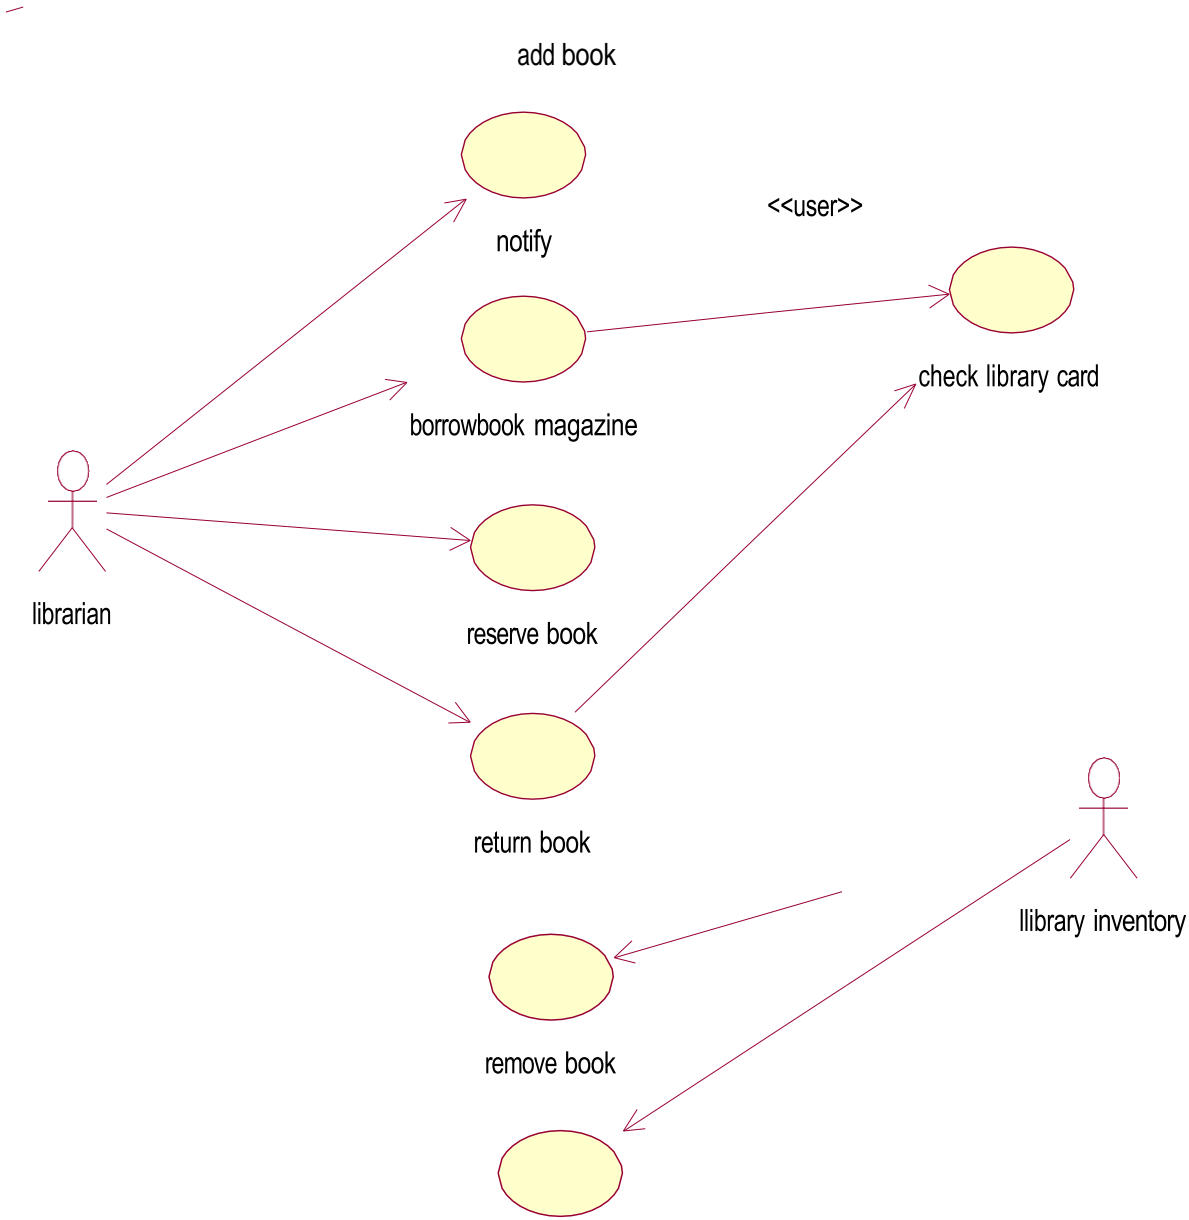 add book
<<user>>
notify
check library card
borrowbook magazine
librarian
reserve book
return book
llibrary inventory
remove book